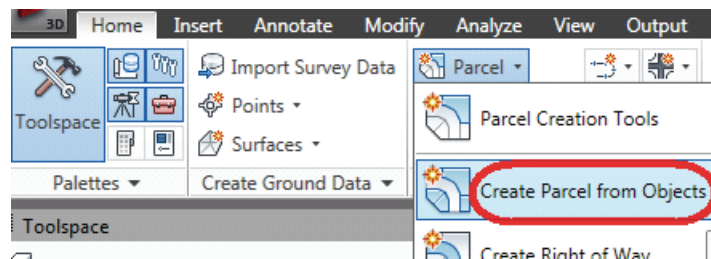 3D Home Insert Annotate Modify Analyze View Output
Toolspace
Import Survey Data
Points
Surfaces
Palettes
Create Ground Data
Parcel
Parcel Creation Tools
Create Parcel from Objects
Create Right of Way
Toolspace